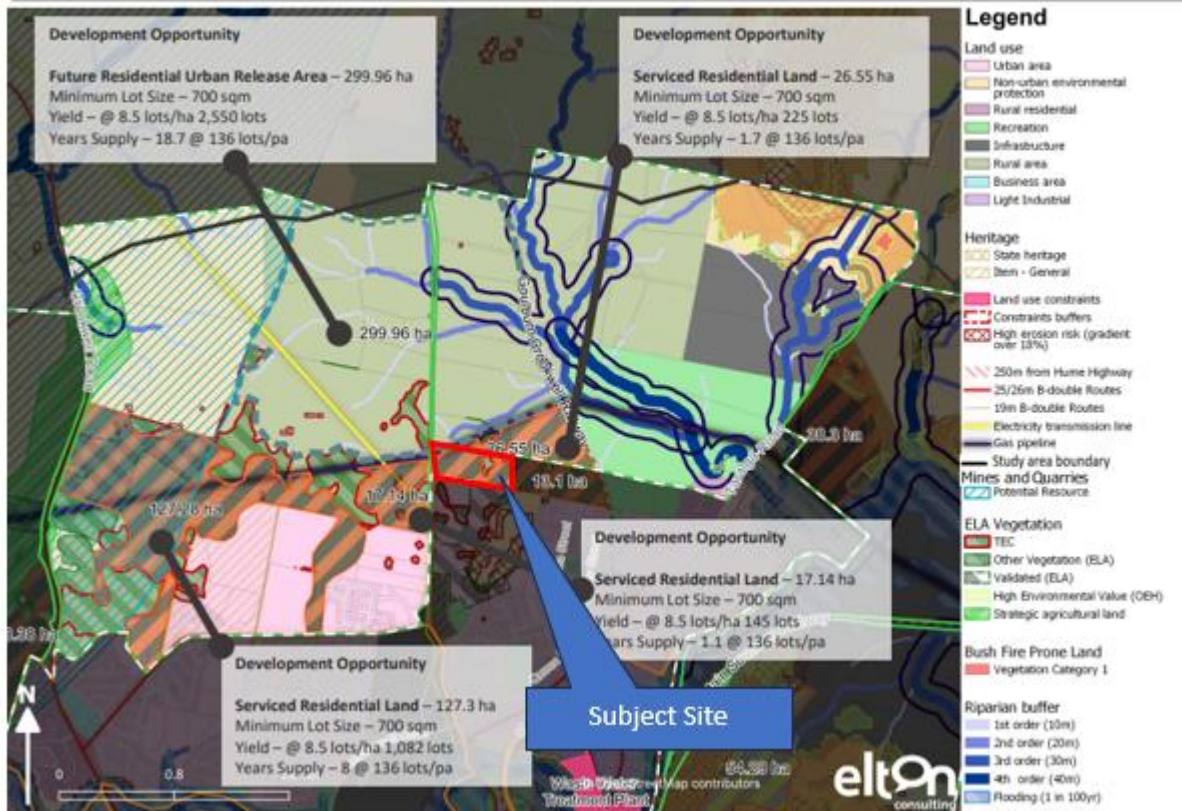 Development Opportunity
Future Residential Urban Release Area – 299.96 ha
Minimum Lot Size – 700 sqm
Yield – @ 8.5 lots/ha 2,550 lots
Years Supply – 18.7 @ 136 lots/pa
Development Opportunity
Serviced Residential Land – 26.55 ha
Minimum Lot Size – 700 sqm
Yield – @ 8.5 lots/ha 225 lots
Years Supply – 1.7 @ 136 lots/pa
299.96 ha
55 ha
13.1 ha
17.14 ha
127.28 ha
Development Opportunity
Serviced Residential Land – 17.14 ha
Minimum Lot Size – 700 sqm
Yield – @ 8.5 lots/ha 145 lots
ars Supply – 1.1 @ 136 lots/pa
Development Opportunity
Serviced Residential Land – 127.3 ha
Minimum Lot Size – 700 sqm
Yield – @ 8.5 lots/ha 1,082 lots
Years Supply – 8 @ 136 lots/pa
Subject Site
N
0 0.8
Treatment Plant
Map contributors
54.29 ha
elton
consulting
Legend
Land use
Urban area
Non-urban environmental
protection
Rural residential
Recreation
Infrastructure
Rural area
Business area
Light Industrial
Heritage
State heritage
Item - General
Land use constraints
Constraints buffers
High erosion risk (gradient
over 18%)
250m from Hume Highway
25/26m B-double Routes
19m B-double Routes
Electricity transmission line
Gas pipeline
Study area boundary
Mines and Quarries
Potential Resource
ELA Vegetation
TEC
Other Vegetation (ELA)
Validated (ELA)
High Environmental Value (OEH)
Strategic agricultural land
Bush Fire Prone Land
Vegetation Category 1
Riparian buffer
1st order (10m)
2nd order (20m)
3rd order (30m)
4th order (40m)
Flooding (1 in 100yr)